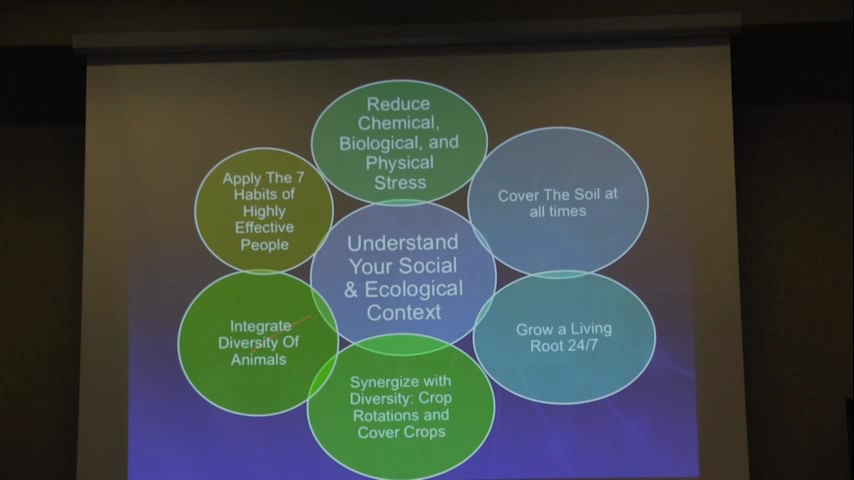 Reduce
Chemical,
Biological, and
Physical
Stress
Apply The 7
Habits of
Highly
Effective
People
Cover The Soil at
all times
Understand
Your Social
& Ecological
Context
Integrate
Diversity Of
Animals
Grow a Living
Root 24/7
Synergize with
Diversity: Crop
Rotations and
Cover Crops